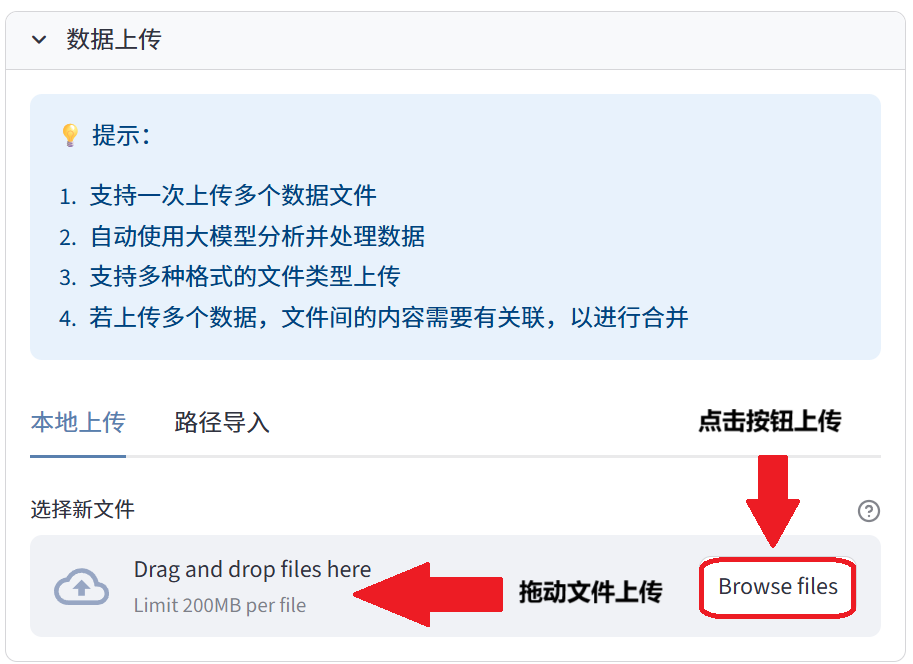 数据上传
提示：
1. 支持一次上传多个数据文件
2. 自动使用大模型分析并处理数据
3. 支持多种格式的文件类型上传
4. 若上传多个数据，文件间的内容需要有关联，以进行合并
本地上传 路径导入 点击按钮上传
选择新文件
Drag and drop files here
Limit 200MB per file
拖动文件上传
Browse files